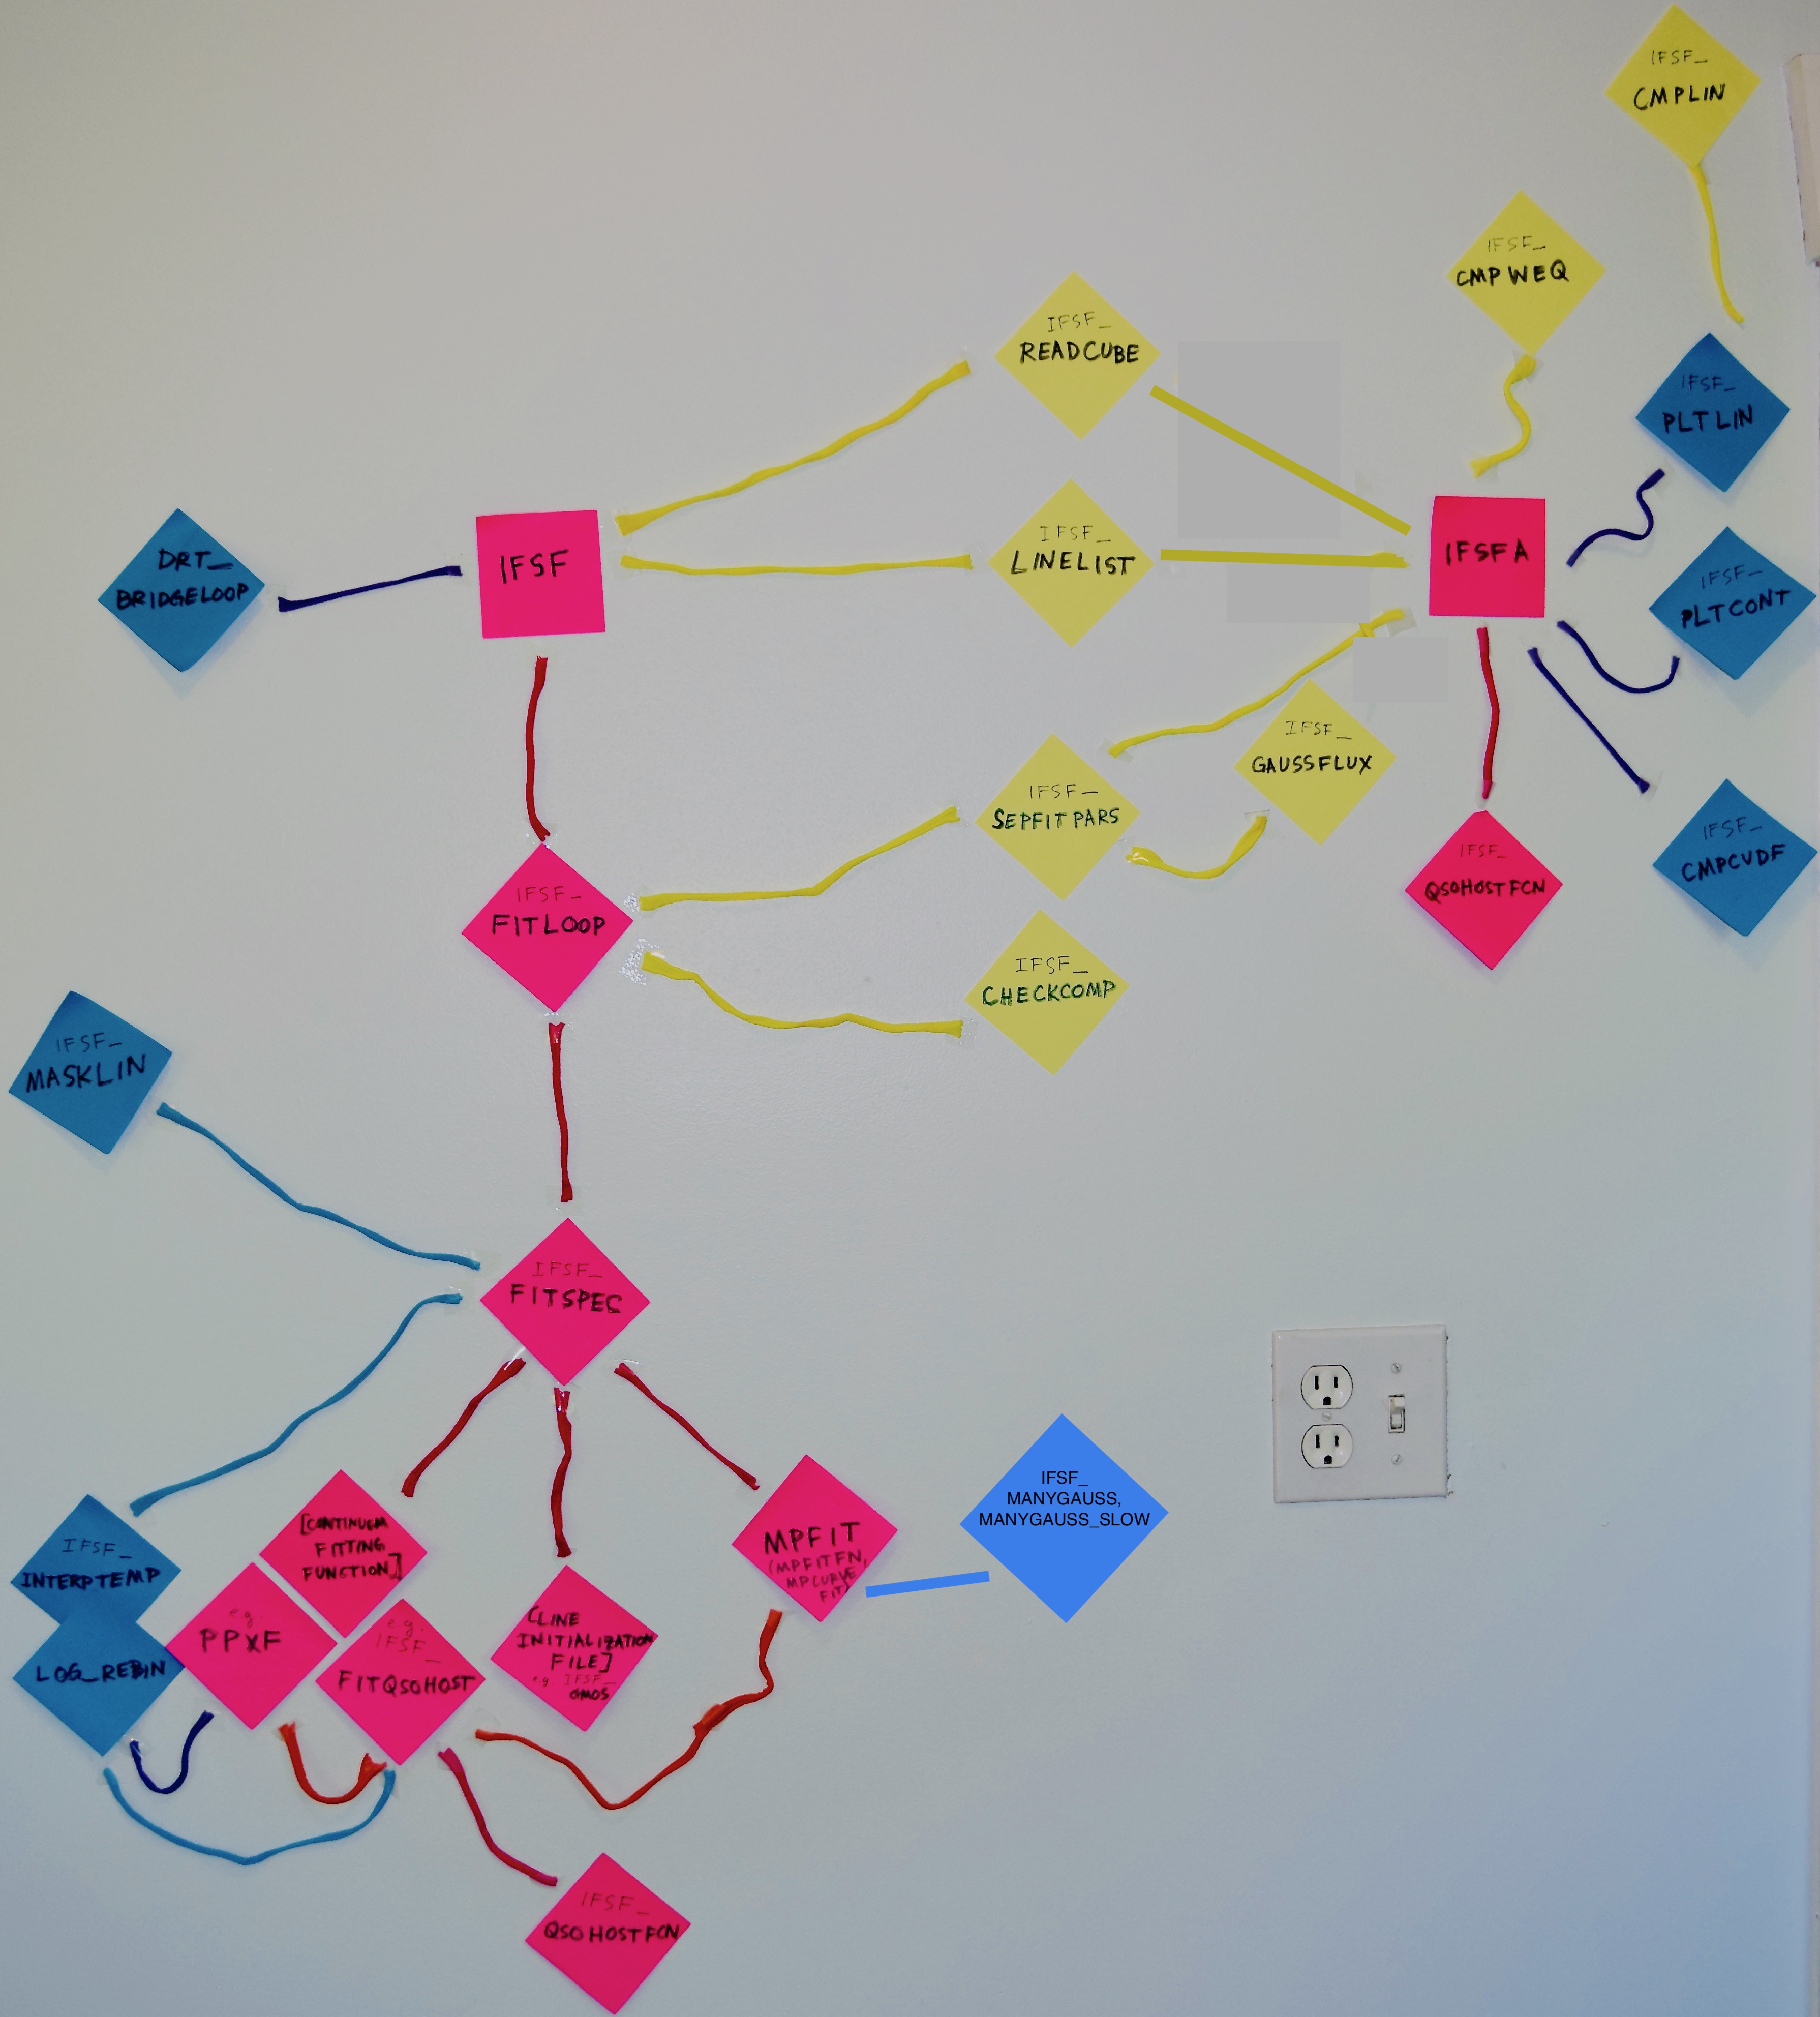 IFSF_
CMPLIN
IFSF_
CMPWEQ
IFSF_
READCUBE
IFSF_
PLTLIN
DRT_
BRIDGELOOP
IFSF
IFSF_
LINELIST
IFSFA
IFSF_
PLTCONT
IFSF_
GAUSSFLUX
IFSF_
SEPFITPARS
IFSF_
CMPCVDF
IFSF_
QSOHOSTFCN
IFSF_
FITLOOP
IFSF_
CHECKCOMP
IFSF_
MASKLIN
IFSF_
FITSPEC
IFSF_
MANYGAUSS,
MANYGAUSS_SLOW
MPFIT
(MPFITFN,
MPCURVE
FIT)
[CONTINUUM
FITTING
FUNCTION]
IFSF_
INTERPTEMP
e.g.
PPXF
e.g.
IFSF_
FITQSOHOST
[LINE
INITIALIZATION
FILE]
e.g. IFSF_
GMOS
LOG_REBIN
IFSF_
QSOHOSTFCN